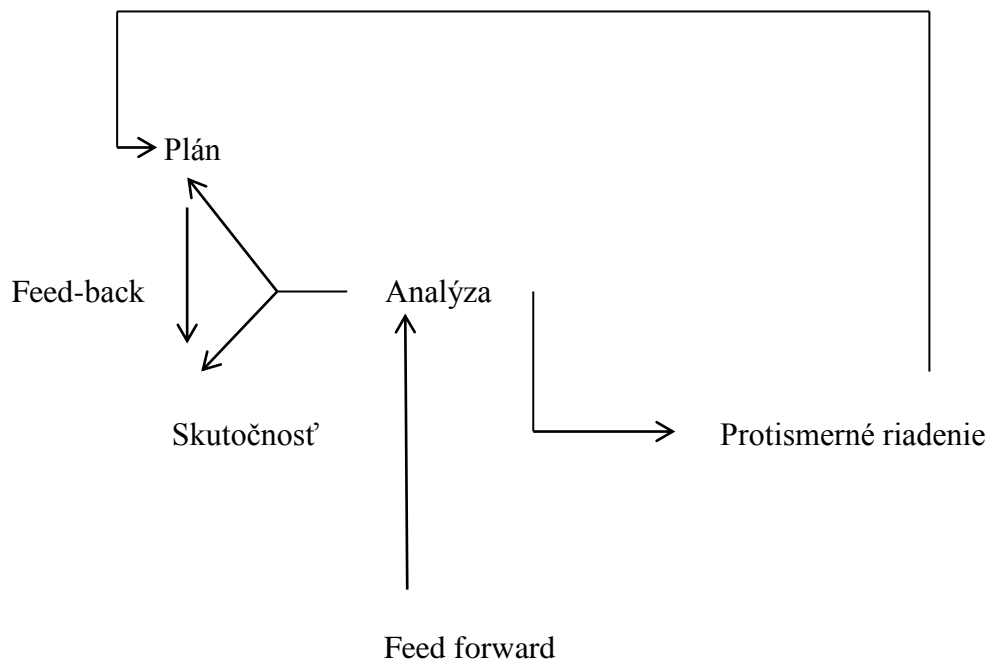 Plán
Feed-back
Analýza
Skutočnosť
Protismerné riadenie
Feed forward